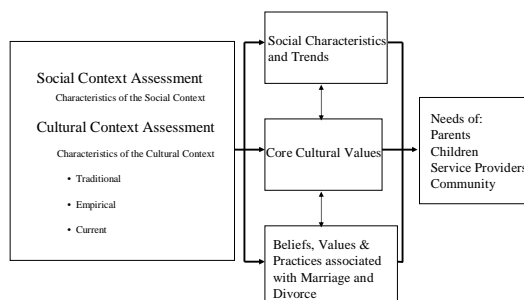 Social Context Assessment
Characteristics of the Social Context
Cultural Context Assessment
Characteristics of the Cultural Context
• Traditional
• Empirical
• Current
Social Characteristics
and Trends
Core Cultural Values
Beliefs, Values &
Practices associated
with Marriage and
Divorce
Needs of:
Parents
Children
Service Providers
Community